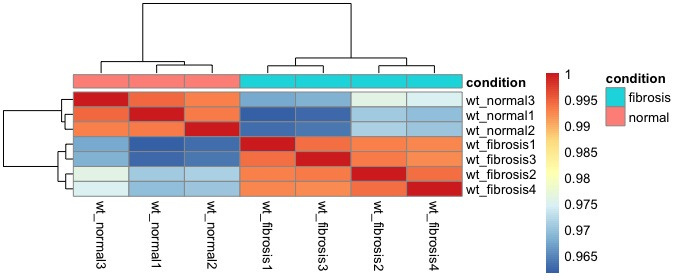 condition
wt_normal3
wt_normal1
wt_normal2
wt_fibrosis1
wt_fibrosis3
wt_fibrosis2
wt_fibrosis4
wt_normal3
wt_normal1
wt_normal2
wt_fibrosis1
wt_fibrosis3
wt_fibrosis2
wt_fibrosis4
1
0.995
0.99
0.985
0.98
0.975
0.97
0.965
condition
fibrosis
normal